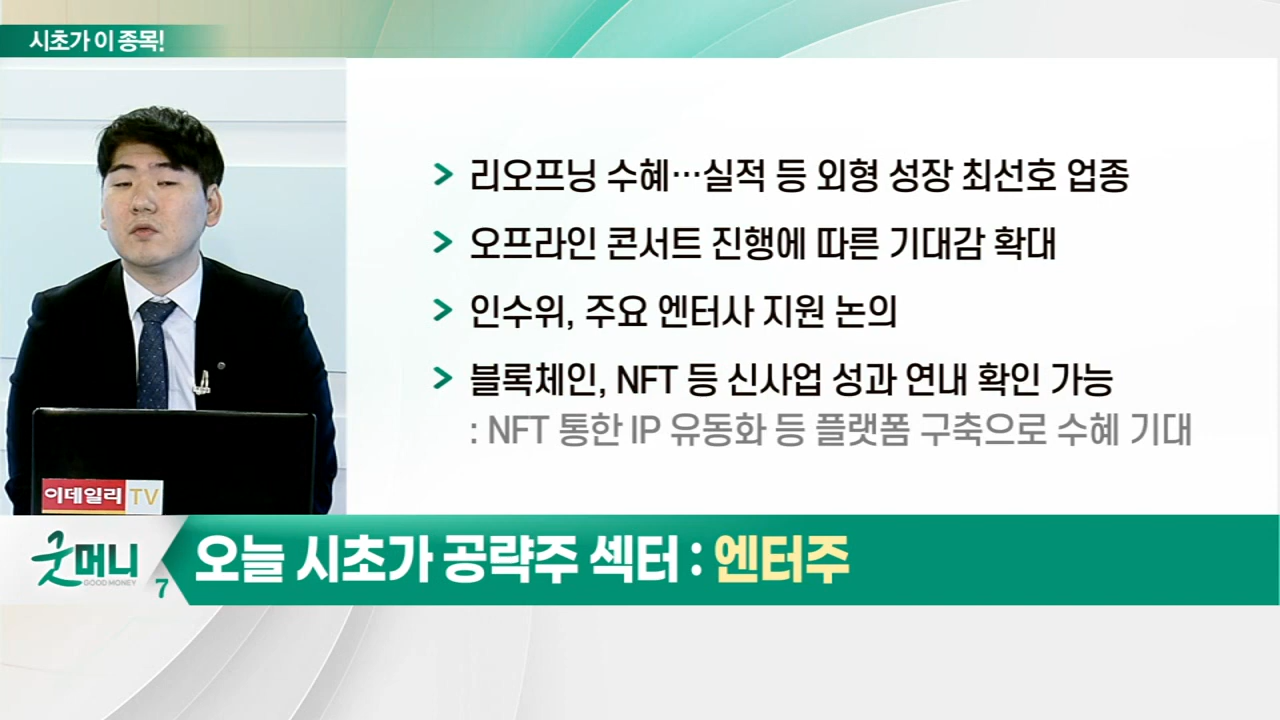 시초가 이 종목!
> 리오프닝 수혜…실적 등 외형 성장 최선호 업종
> 오프라인 콘서트 진행에 따른 기대감 확대
> 인수위, 주요 엔터사 지원 논의
> 블록체인, NFT 등 신사업 성과 연내 확인 가능
: NFT 통한 IP 유동화 등 플랫폼 구축으로 수혜 기대
이데일리 TV
굿머니
GOOD MONEY
7
오늘 시초가 공략주 섹터 : 엔터주